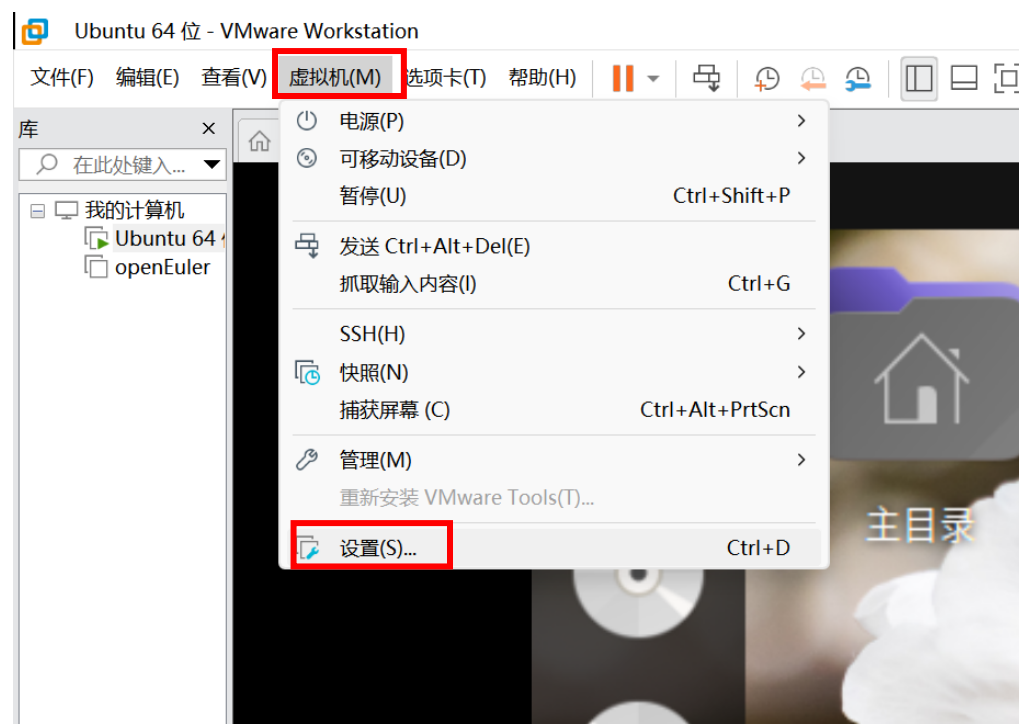 Ubuntu 64 位 - VMware Workstation
文件(F) 编辑(E) 查看(V) 虚拟机(M) 选项卡(T) 帮助(H)
库
在此处键入...
我的计算机
Ubuntu 64
openEuler
电源(P)
可移动设备(D)
暂停(U) Ctrl+Shift+P
发送 Ctrl+Alt+Del(E)
抓取输入内容(I) Ctrl+G
SSH(H)
快照(N)
捕获屏幕 (C) Ctrl+Alt+PrtScn
管理(M)
重新安装 VMware Tools(T)...
设置(S)... Ctrl+D
主目录